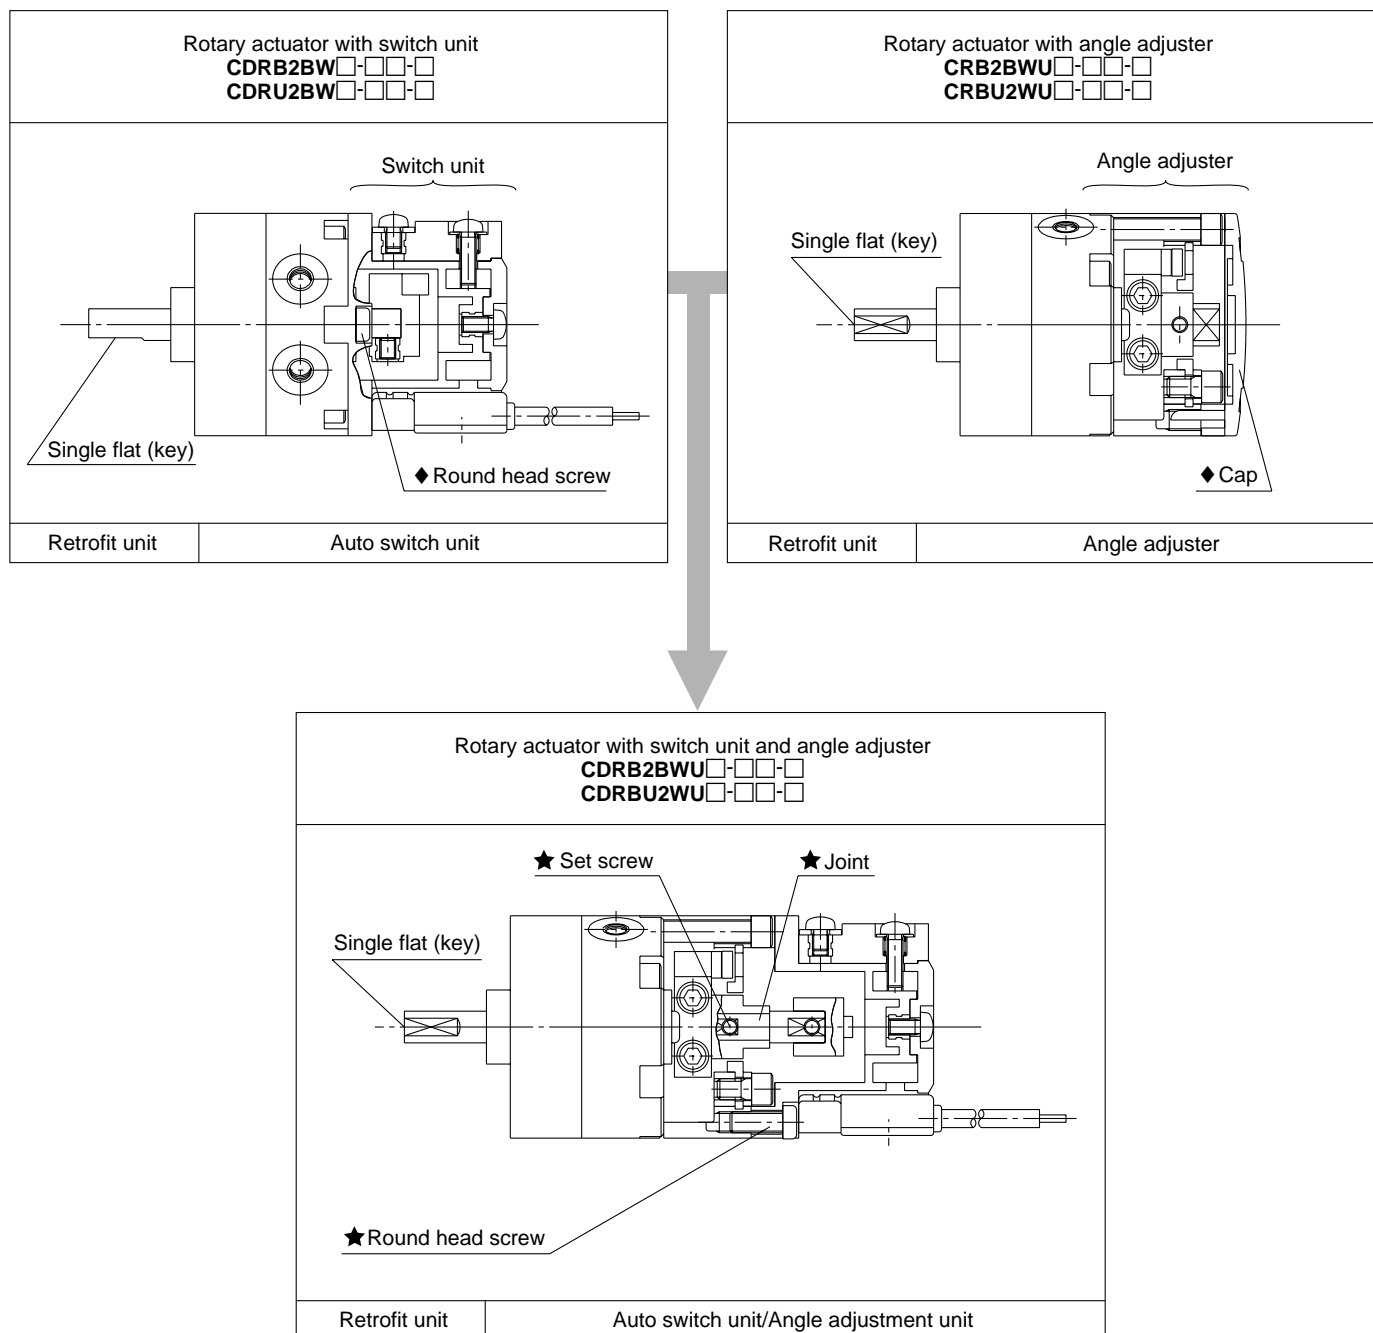 Rotary actuator with switch unit
CDRB2BW□-□□-□
CDRU2BW□-□□-□
Switch unit
Single flat (key)
♦Round head screw
Retrofit unit
Auto switch unit
Rotary actuator with angle adjuster
CRB2BWU□-□□-□
CRBU2WU□-□□-□
Angle adjuster
Single flat (key)
♦Cap
Retrofit unit
Angle adjuster
Rotary actuator with switch unit and angle adjuster
CDRB2BWU□-□□-□
CDRBU2WU□-□□-□
★Set screw
★Joint
Single flat (key)
★Round head screw
Retrofit unit
Auto switch unit/Angle adjustment unit